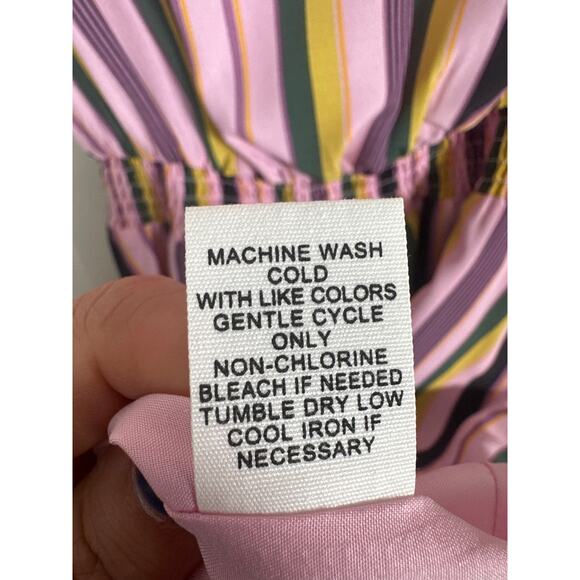 MACHINE WASH
COLD
WITH LIKE COLORS
GENTLE CYCLE
ONLY
NON-CHLORINE
BLEACH IF NEEDED
TUMBLE DRY LOW
COOL IRON IF
NECESSARY